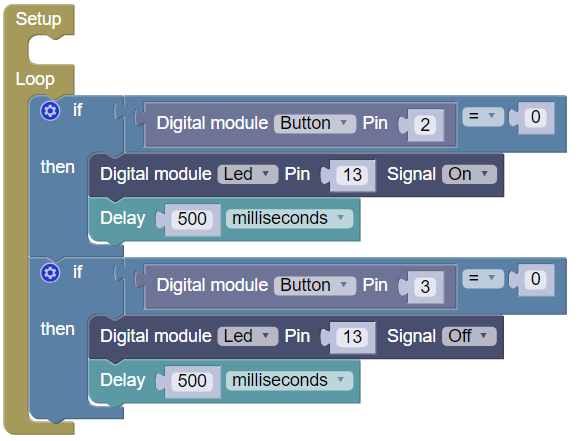 Setup
Loop
if Digital module Button ▾ Pin 2 = ▾ 0
then Digital module Led ▾ Pin 13 Signal On ▾
Delay 500 milliseconds ▾
if Digital module Button ▾ Pin 3 = ▾ 0
then Digital module Led ▾ Pin 13 Signal Off ▾
Delay 500 milliseconds ▾